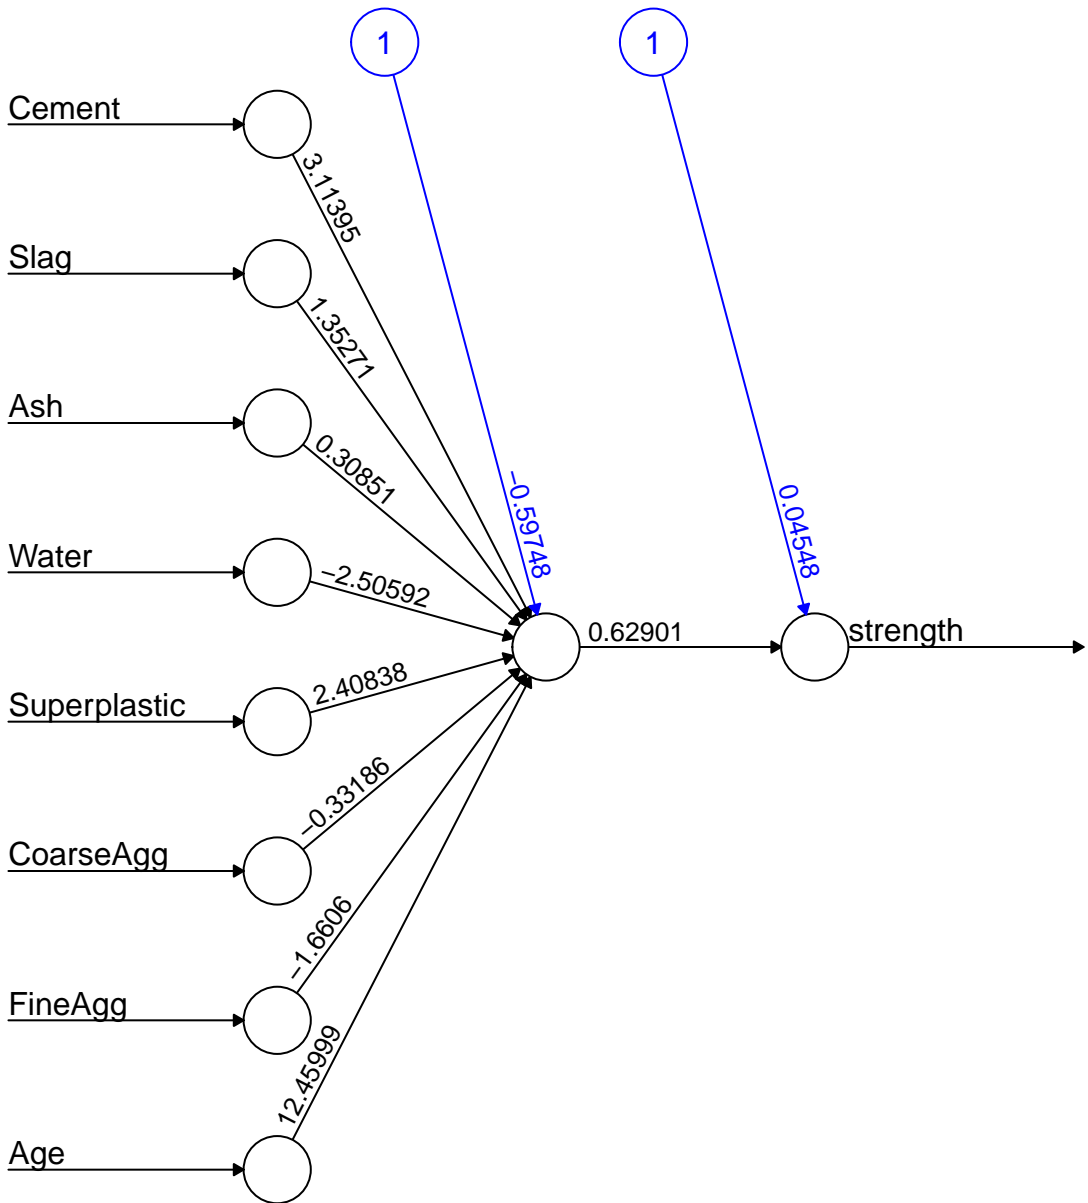 1
1
Cement
3.11395
Slag
1.35271
Ash
0.30851
−0.59748
0.04548
Water
−2.50592
0.62901
strength
Superplastic
2.40838
CoarseAgg
−0.33186
FineAgg
−1.6606
Age
12.45999